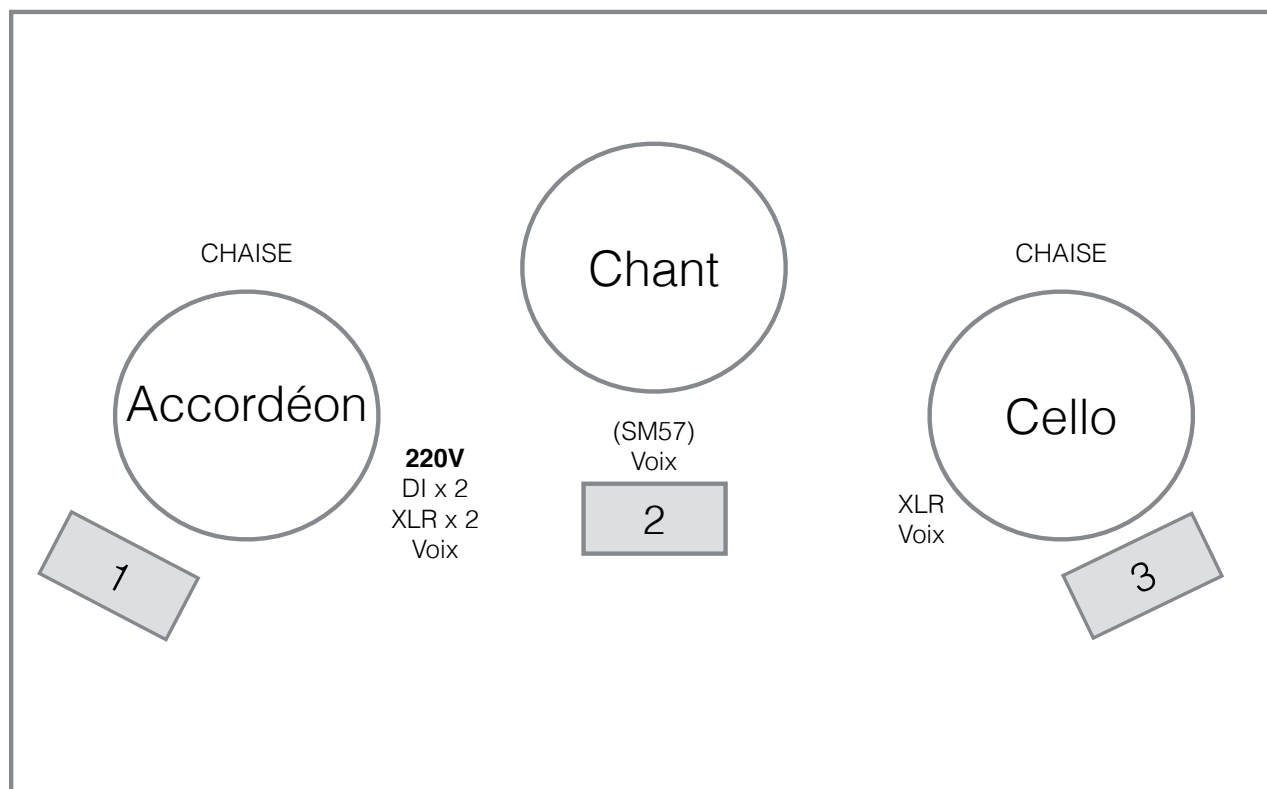 Chant
CHAISE
Accordéon
220V
DI x 2
XLR x 2
Voix
1
(SM57)
Voix
2
CHAISE
Cello
XLR
Voix
3